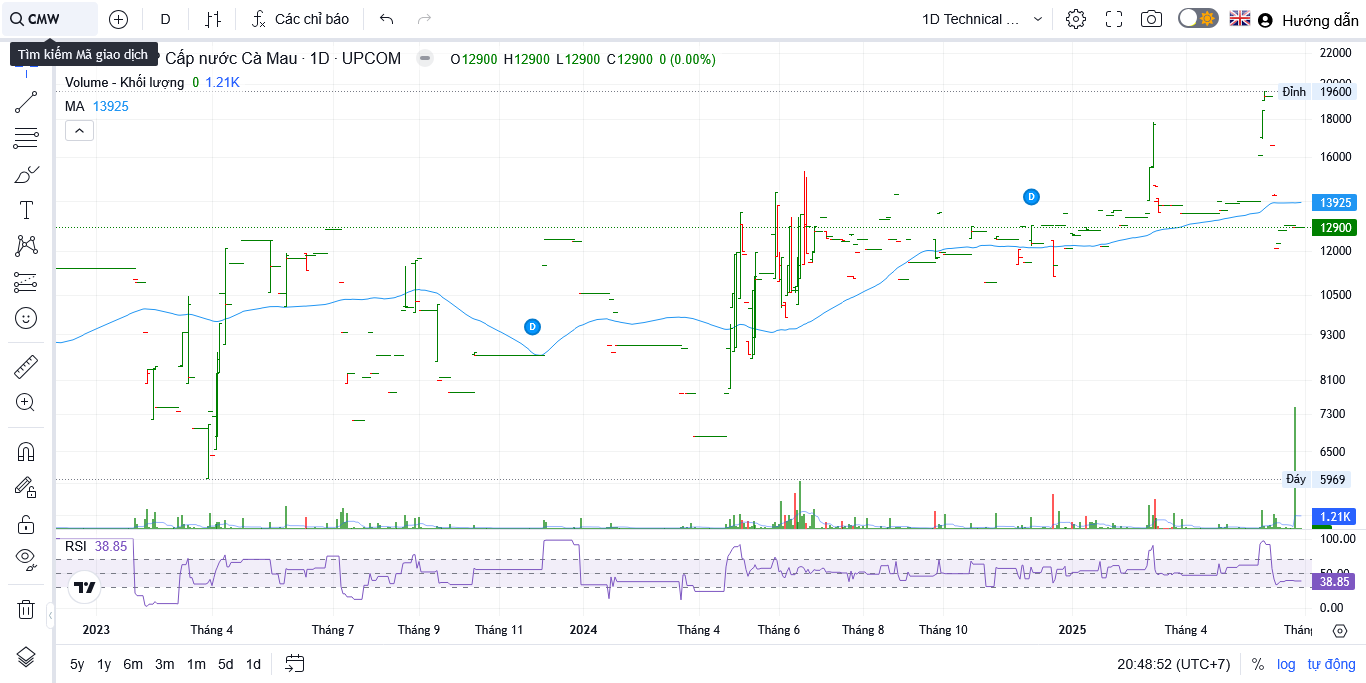 CMW
D
Các chỉ báo
1D Technical ...
Hướng dẫn
Tìm kiếm Mã giao dịch
Cấp nước Cà Mau · 1D · UPCOM
O12900 H12900 L12900 C12900 0 (0.00%)
Volume - Khối lượng 0 1.21K
MA 13925
22000
20000
Đỉnh 19600
18000
16000
13925
12900
12000
10500
9300
8100
7300
6500
Đáy 5969
1.21K
D
D
RSI 38.85
100.00
50.00
38.85
0.00
2023 Tháng 4 Tháng 7 Tháng 9 Tháng 11 2024 Tháng 4 Tháng 6 Tháng 8 Tháng 10 2025 Tháng 4
5y 1y 6m 3m 1m 5d 1d
20:48:52 (UTC+7) % log tự động